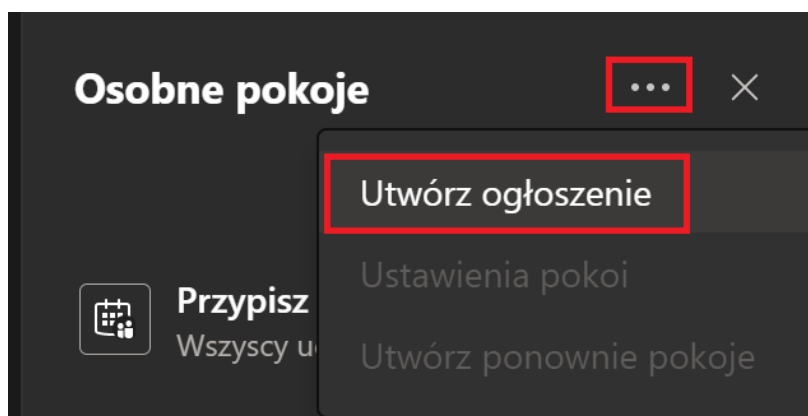 Osobne pokoje
Utwórz ogłoszenie
Ustawienia pokoi
Przypisz
Wszyscy
Utwórz ponownie pokoje